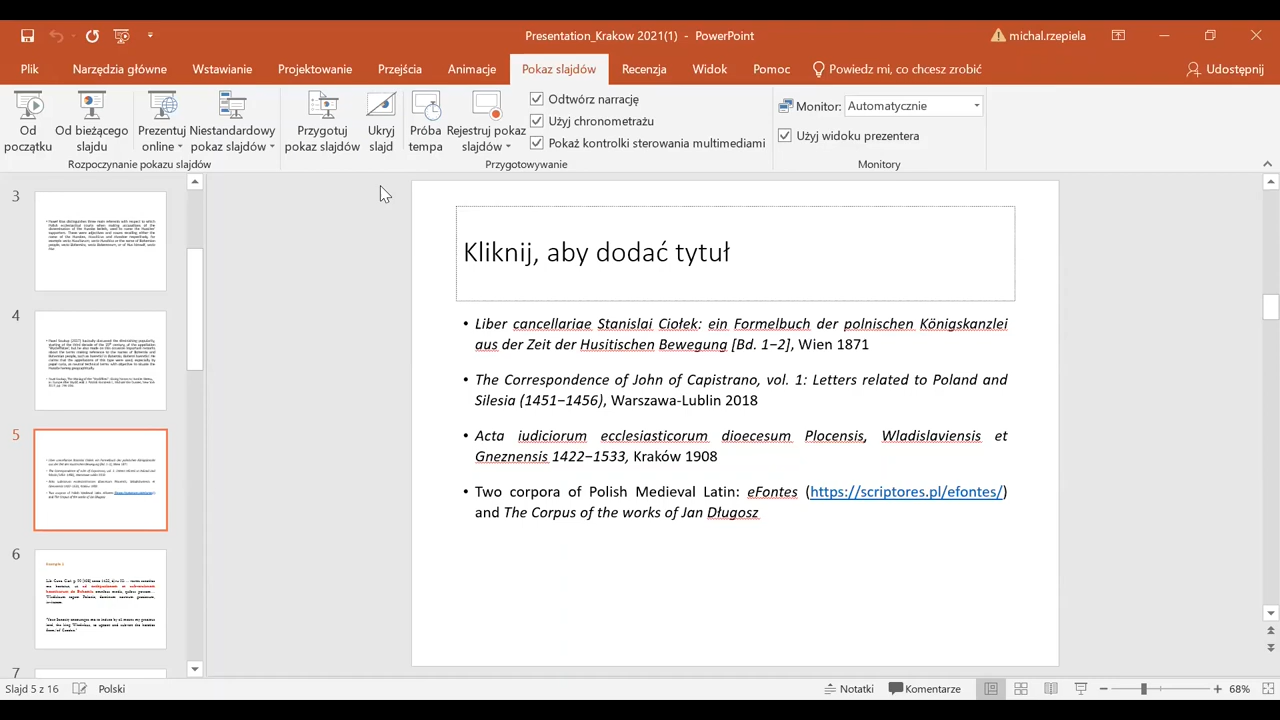 Presentation_Krakow 2021(1) - PowerPoint
michal.rzepiela
Plik Narzędzia główne Wstawianie Projektowanie Przejścia Animacje Pokaz slajdów Recenzja Widok Pomoc Powiedz mi, co chcesz zrobić Udostępnij
Od początku
Od bieżącego slajdu
Prezentuj online
Niestandardowy pokaz slajdów
Rozpoczynanie pokazu slajdów
Przygotuj pokaz slajdów
Ukryj slajd
Próba tempa
Rejestruj pokaz slajdów
Odtwórz narrację
Użyj chronometrażu
Pokaż kontrolki sterowania multimediami
Przygotowywanie
Monitor: Automatycznie
Użyj widoku prezentera
Monitory
3
4
5
6
Example 1
7
Kliknij, aby dodać tytuł
• Liber cancellariae Stanislai Ciołek: ein Formelbuch der polnischen Königskanzlei
aus der Zeit der Husitischen Bewegung [Bd. 1−2], Wien 1871
• The Correspondence of John of Capistrano, vol. 1: Letters related to Poland and
Silesia (1451−1456), Warszawa-Lublin 2018
• Acta iudiciorum ecclesiasticorum dioecesum Plocensis, Wladislaviensis et
Gneznensis 1422−1533, Kraków 1908
• Two corpora of Polish Medieval Latin: eFontes (https://scriptores.pl/efontes/)
and The Corpus of the works of Jan Długosz
Slajd 5 z 16 Polski Notatki Komentarze 68%